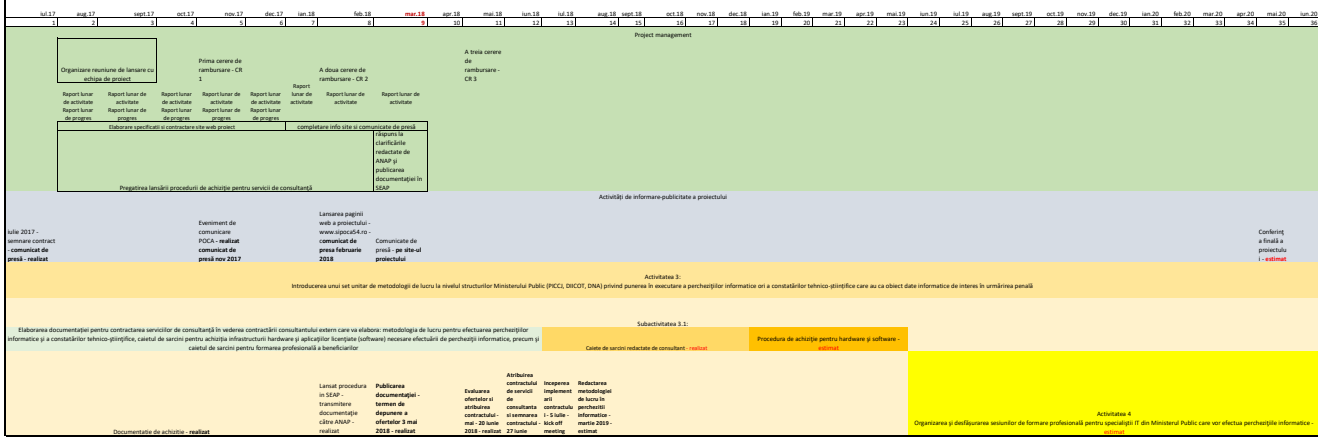 iul.17 aug.17 sept.17 oct.17 nov.17 dec.17 ian.18 feb.18 mar.18 apr.18 mai.18 iun.18 iul.18 aug.18 sept.18 oct.18 nov.18 dec.18 ian.19 feb.19 mar.19 apr.19 mai.19 iun.19 iul.19 aug.19 sept.19 oct.19 nov.19 dec.19 ian.20 feb.20 mar.20 apr.20 mai.20 iun.20
1 2 3 4 5 6 7 8 9 10 11 12 13 14 15 16 17 18 19 20 21 22 23 24 25 26 27 28 29 30 31 32 33 34 35 36
Project management
Organizare reuniune de lansare cu
echipa de proiect
Prima cerere de
rambursare - CR
1
A doua cerere de
rambursare - CR 2
A treia cerere
de
rambursare -
CR 3
Raport lunar
de activitate
Raport lunar
de progres
Raport lunar de
activitate
Raport lunar de
progres
Raport lunar
de activitate
Raport lunar
de progres
Raport lunar de
activitate
Raport lunar de
progres
Raport lunar
de activitate
Raport lunar
de progres
Raport
lunar de
activitate
Raport lunar de
activitate
Raport lunar de
activitate
Elaborare specificatii si contractare site web proiect
completare info site si comunicate de presă
Pregatirea lansării procedurii de achiziție pentru servicii de consultanță
răspuns la
clarificările
redactate de
ANAP și
publicarea
documentației în
SEAP
Activități de informare-publicitate a proiectului
iulie 2017 -
semnare contract
- comunicat de
presă - realizat
Eveniment de
comunicare
POCA - realizat
comunicat de
presă nov 2017
Lansarea paginii
web a proiectului -
www.sipoca54.ro -
comunicat de
presa februarie
2018
Comunicate de
presă - pe site-ul
proiectului
Conferinț
a finală a
proiectulu
i - estimat
Activitatea 3:
Introducerea unui set unitar de metodologii de lucru la nivelul structurilor Ministerului Public (PICCJ, DIICOT, DNA) privind punerea în executare a perchezițiilor informatice ori a constatărilor tehnico-științifice care au ca obiect date informatice de interes în urmărirea penală
Subactivitatea 3.1:
Elaborarea documentației pentru contractarea serviciilor de consultanță în vederea contractării consultantului extern care va elabora: metodologia de lucru pentru efectuarea perchezițiilor
informatice și a constatărilor tehnico-științifice, caietul de sarcini pentru achiziția infrastructurii hardware și aplicațiilor licențiate (software) necesare efectuării de percheziții informatice, precum și
caietul de sarcini pentru formarea profesională a beneficiarilor
Caiete de sarcini redactate de consultant - realizat
Procedura de achiziție pentru hardware și software -
estimat
Documentatie de achizitie - realizat
Lansat procedura
in SEAP -
transmitere
documentație
către ANAP -
realizat
Publicarea
documentației -
termen de
depunere a
ofertelor 3 mai
2018 - realizat
Evaluarea
ofertelor si
atribuirea
contractului -
mai - 20 iunie
2018 - realizat
Atribuirea
contractului
de servicii
de
consultanta
si semnarea
contractului -
27 iunie
Inceperea
implement
arii
contractulu
i - 5 iulie -
kick off
meeting
Redactarea
metodologiei
de lucru în
percheziții
informatice -
martie 2019 -
estimat
Activitatea 4
Organizarea și desfășurarea sesiunilor de formare profesională pentru specialiștii IT din Ministerul Public care vor efectua perchezițiile informatice -
estimat